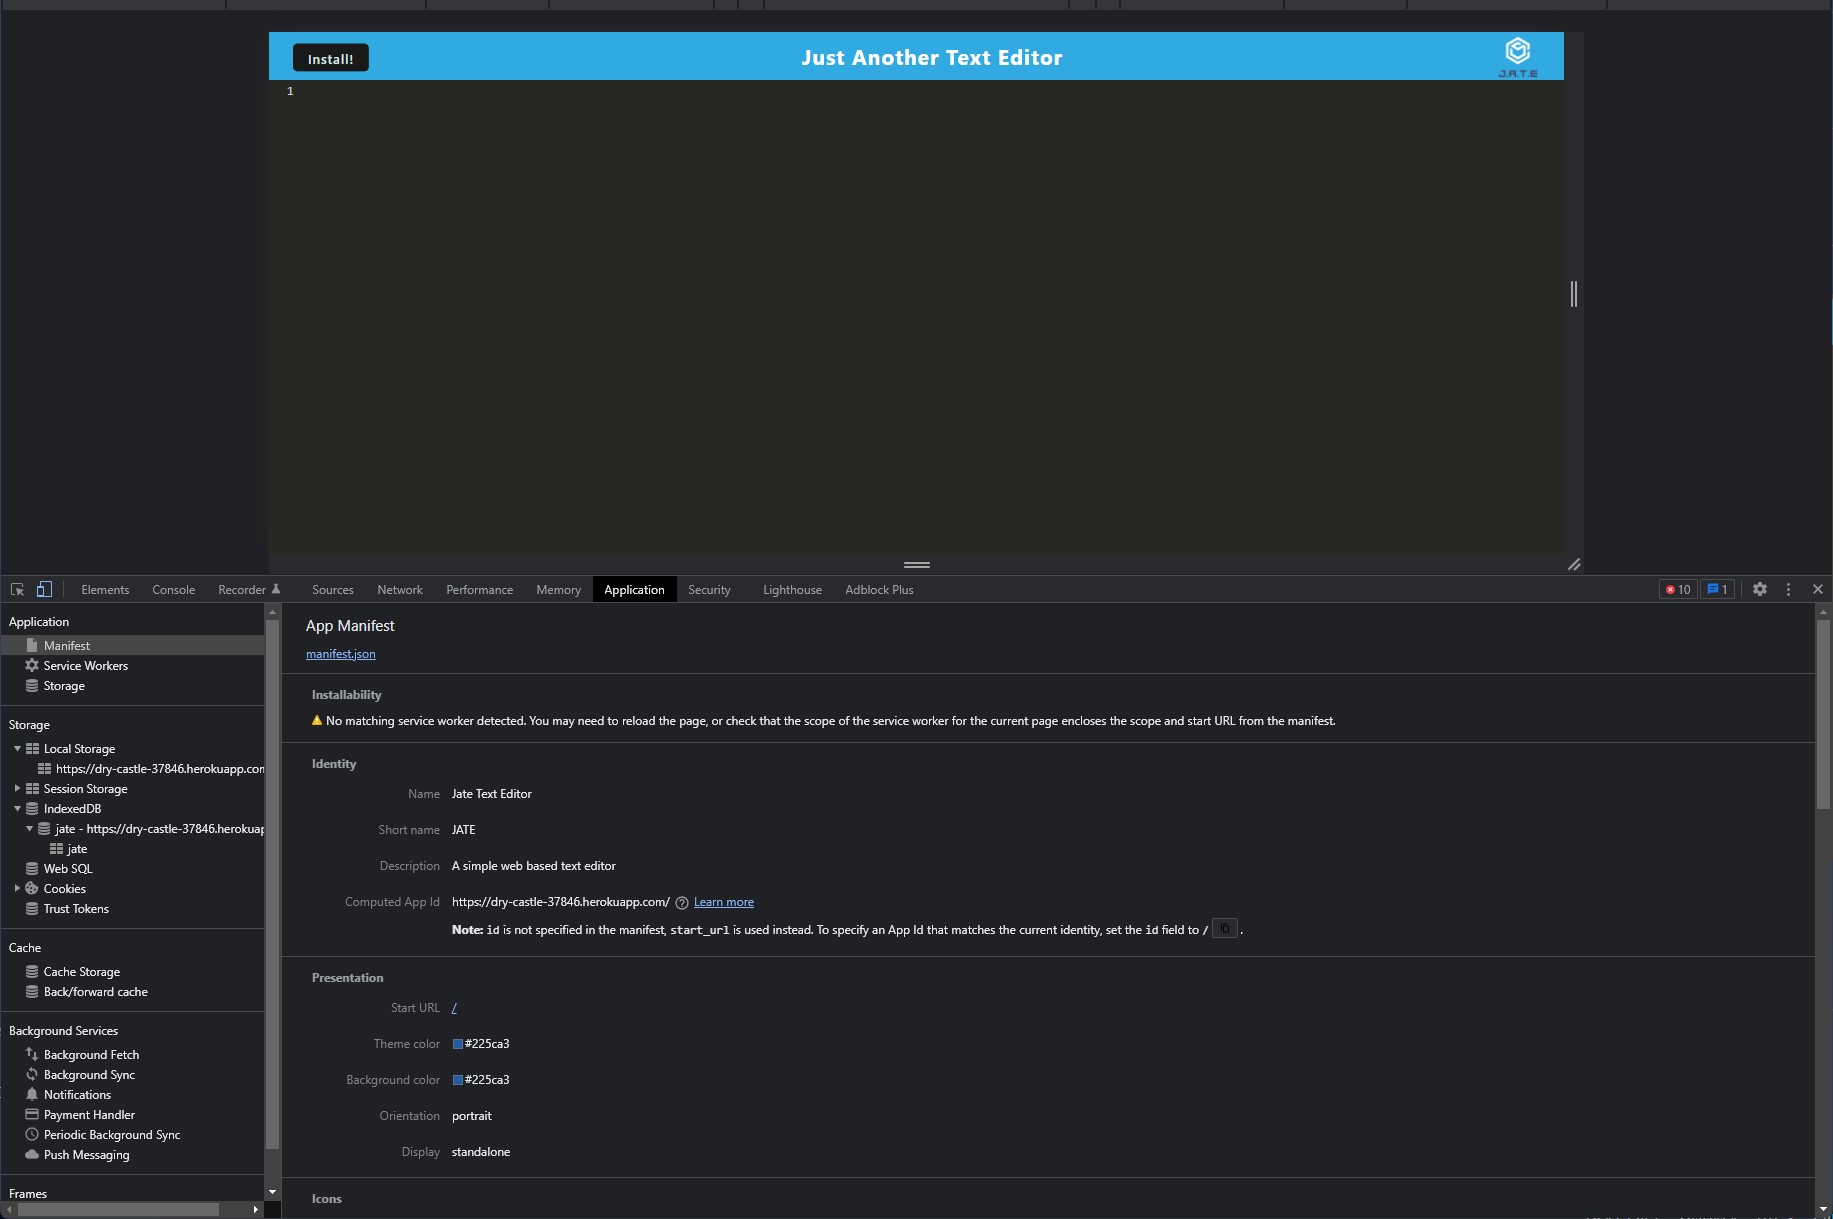 Install!
Just Another Text Editor
J.A.T.E
1
Elements Console Recorder Sources Network Performance Memory Application Security Lighthouse Adblock Plus
10
1
Application
Manifest
Service Workers
Storage
Storage
Local Storage
https://dry-castle-37846.herokuapp.com
Session Storage
IndexedDB
jate - https://dry-castle-37846.herokuap
jate
Web SQL
Cookies
Trust Tokens
Cache
Cache Storage
Back/forward cache
Background Services
Background Fetch
Background Sync
Notifications
Payment Handler
Periodic Background Sync
Push Messaging
Frames
App Manifest
manifest.json
Installability
No matching service worker detected. You may need to reload the page, or check that the scope of the service worker for the current page encloses the scope and start URL from the manifest.
Identity
Name Jate Text Editor
Short name JATE
Description A simple web based text editor
Computed App Id https://dry-castle-37846.herokuapp.com/ Learn more
Note: id is not specified in the manifest, start_url is used instead. To specify an App Id that matches the current identity, set the id field to / .
Presentation
Start URL /
Theme color #225ca3
Background color #225ca3
Orientation portrait
Display standalone
Icons